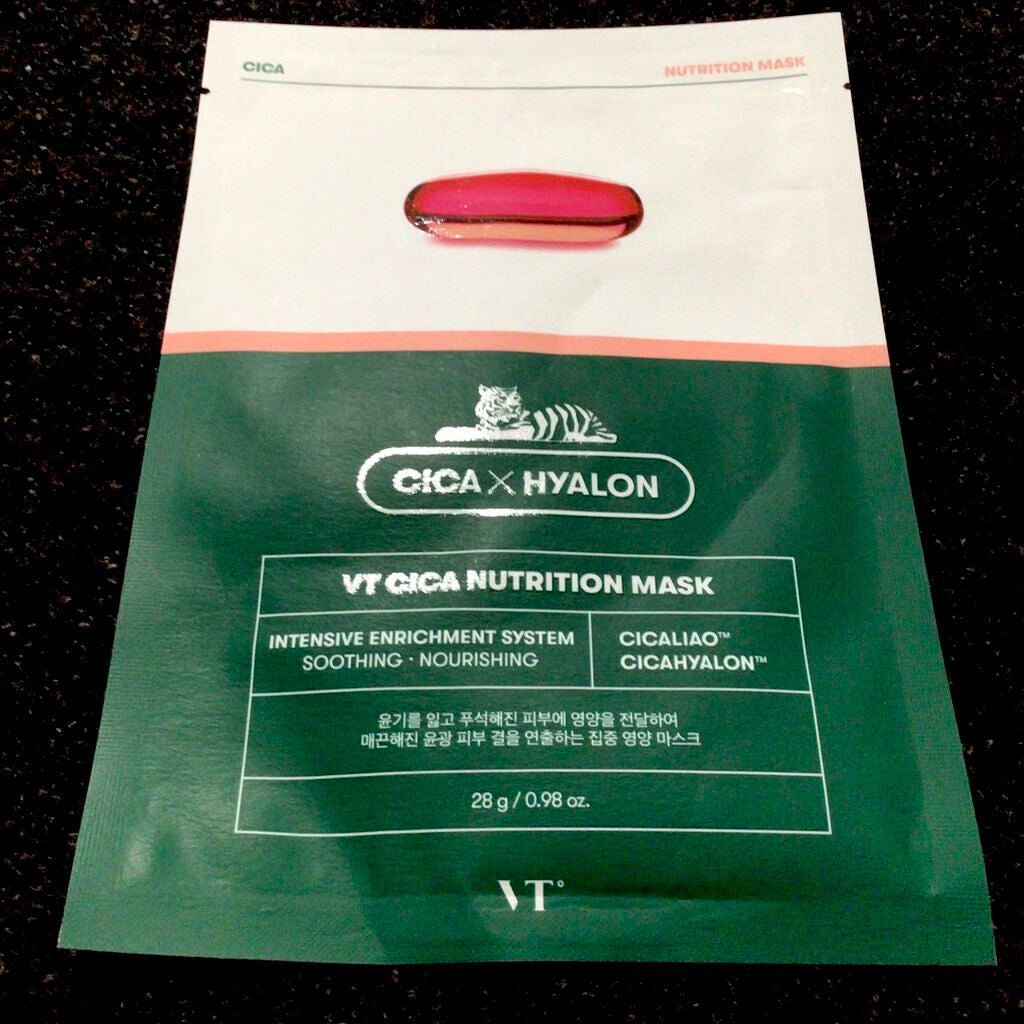 CICA
NUTRITION MASK
CICA X HYALON
VT CICA NUTRITION MASK
INTENSIVE ENRICHMENT SYSTEM
SOOTHING · NOURISHING
CICALIAO™
CICAHYALON™
윤기를 잃고 푸석해진 피부에 영양을 전달하여
매끈해진 윤광 피부 결을 연출하는 집중 영양 마스크
28 g / 0.98 oz.
VT°